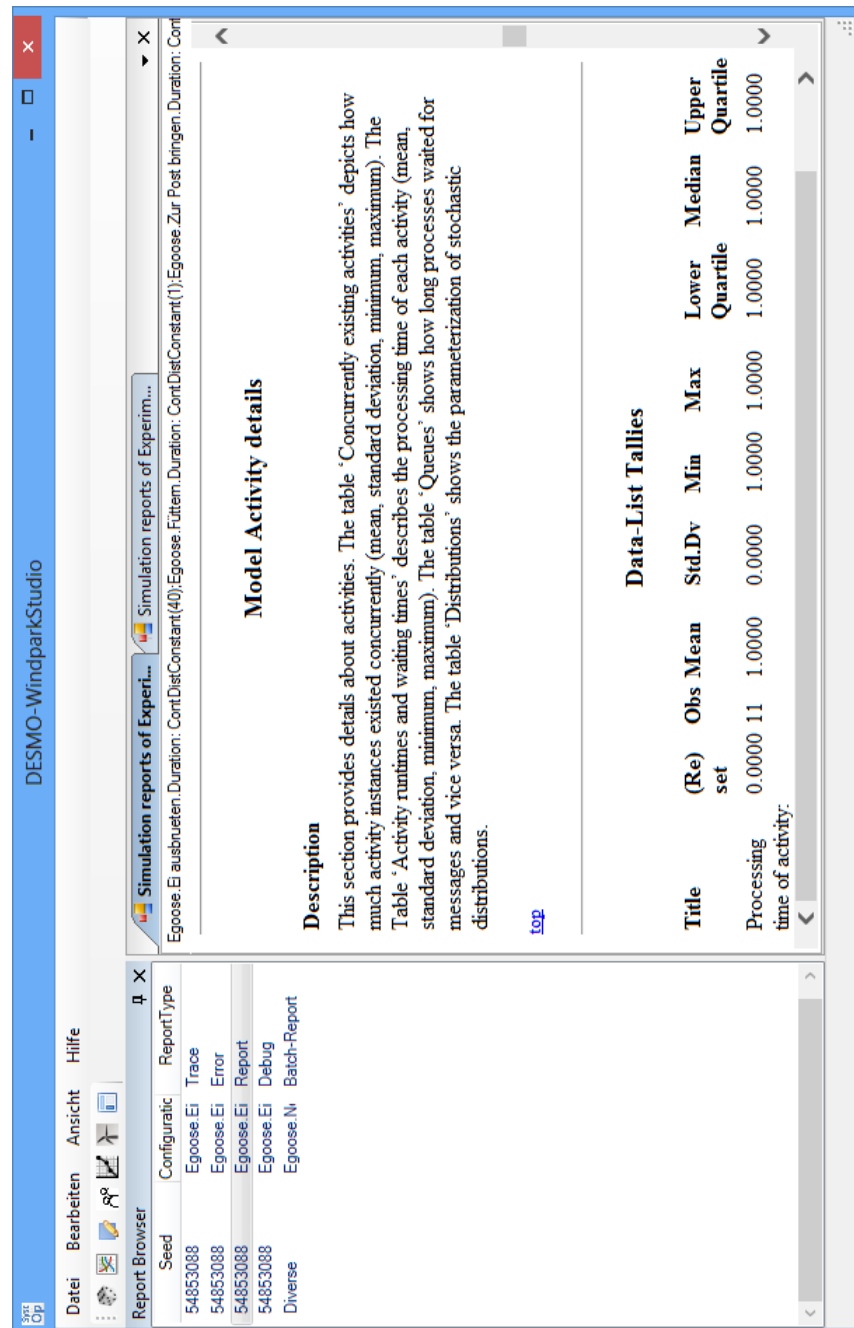 DESMO-WindparkStudio
Datei Bearbeiten Ansicht Hilfe
Report Browser
Seed Configuratic ReportType
54853088 Egoose.Ei Trace
54853088 Egoose.Ei Error
54853088 Egoose.Ei Report
54853088 Egoose.Ei Debug
Diverse Egoose.N Batch-Report
Simulation reports of Experi... Simulation reports of Experim...
Egoose.Ei ausbrueten.Duration: ContDistConstant(40);Egoose.Füttern.Duration: ContDistConstant(1);Egoose.Zur Post bringen.Duration: Cont
Model Activity details
Description
This section provides details about activities. The table ‘Concurrently existing activities’ depicts how
much activity instances existed concurrently (mean, standard deviation, minimum, maximum). The
Table ‘Activity runtimes and waiting times’ describes the processing time of each activity (mean,
standard deviation, minimum, maximum). The table ‘Queues’ shows how long processes waited for
messages and vice versa. The table ‘Distributions’ shows the parameterization of stochastic
distributions.
top
Data-List Tallies
Title (Re) Obs Mean Std.Dv Min Max Lower Median Upper
set Quartile Quartile
Processing 0.0000 11 1.0000 0.0000 1.0000 1.0000 1.0000 1.0000 1.0000
time of activity: